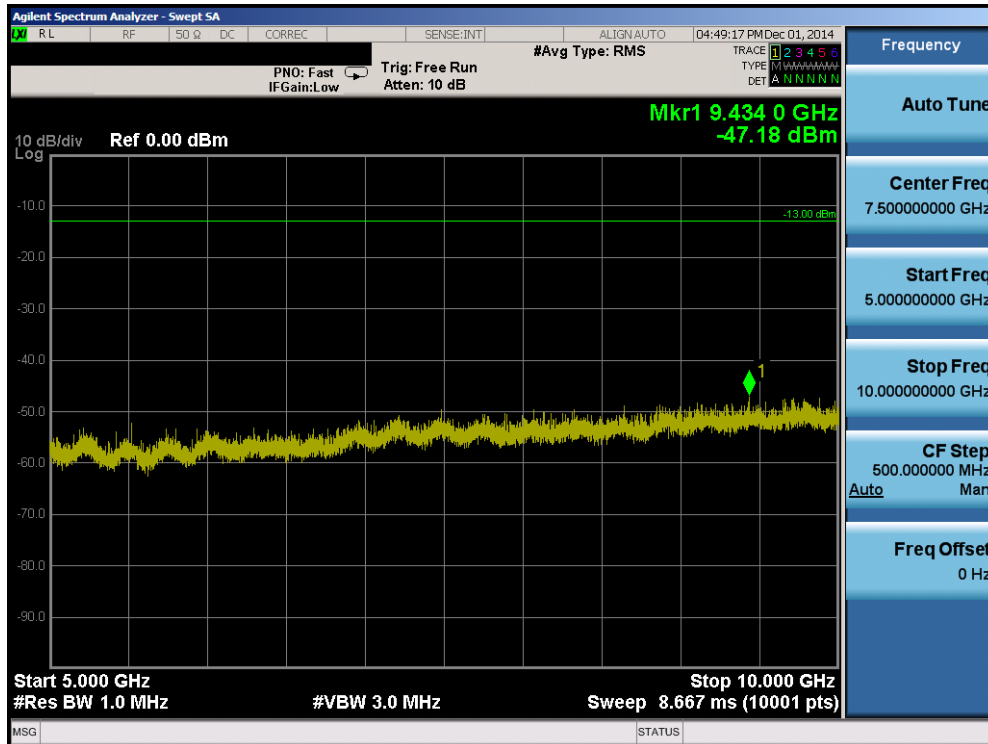 Agilent Spectrum Analyzer - Swept SA
LXI RL RF 50 Ω DC CORREC SENSE:INT ALIGNAUTO 04:49:17 PM Dec 01, 2014
#Avg Type: RMS
TRACE 1 2 3 4 5 6
PNO: Fast Trig: Free Run
TYPE M WWWWW
IFGain:Low Atten: 10 dB
DET A N N N N N
Mkr1 9.434 0 GHz
-47.18 dBm
10 dB/div Ref 0.00 dBm
Log
-10.0
-13.00 dBm
-20.0
-30.0
-40.0
1
-50.0
-60.0
-70.0
-80.0
-90.0
Start 5.000 GHz Stop 10.000 GHz
#Res BW 1.0 MHz #VBW 3.0 MHz Sweep 8.667 ms (10001 pts)
MSG STATUS
Frequency
Auto Tune
Center Freq
7.500000000 GHz
Start Freq
5.000000000 GHz
Stop Freq
10.000000000 GHz
CF Step
500.000000 MHz
Auto Man
Freq Offset
0 Hz